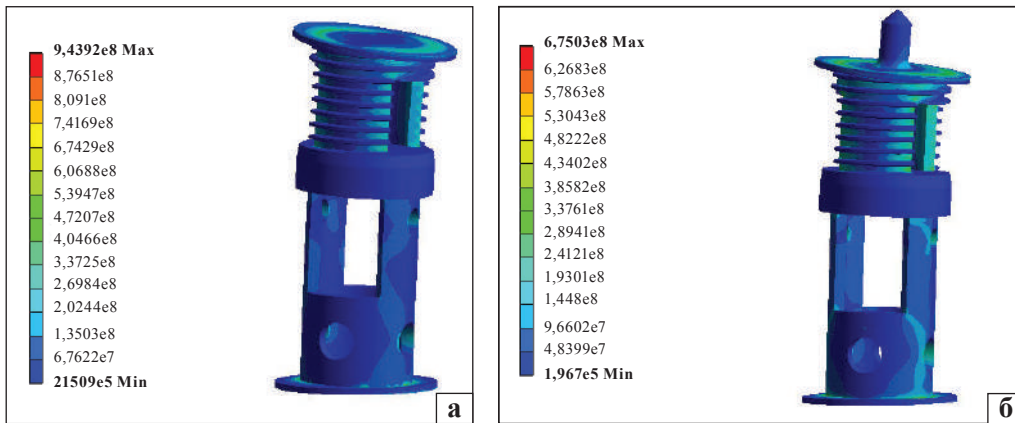 9,4392e8 Max
8,7651e8
8,091e8
7,4169e8
6,7429e8
6,0688e8
5,3947e8
4,7207e8
4,0466e8
3,3725e8
2,6984e8
2,0244e8
1,3503e8
6,7622e7
21509e5 Min
а
6,7503e8 Max
6,2683e8
5,7863e8
5,3043e8
4,8222e8
4,3402e8
3,8582e8
3,3761e8
2,8941e8
2,4121e8
1,9301e8
1,448e8
9,6602e7
4,8399e7
1,967e5 Min
б